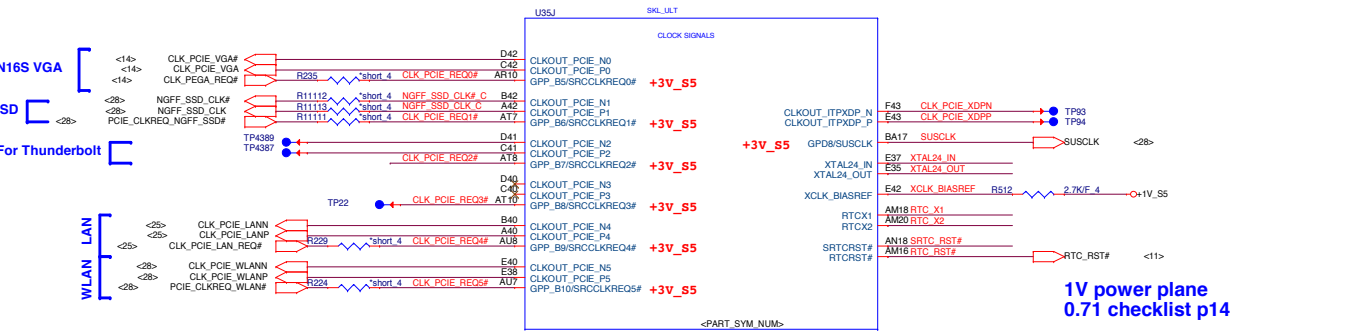 U35J
SKL_ULT
CLOCK SIGNALS
N16S VGA
<14> CLK_PCIE_VGA# D42 CLKOUT_PCIE_N0
<14> CLK_PCIE_VGA C42 CLKOUT_PCIE_P0
<14> CLK_PEGA_REQ# R235 *short_4 CLK_PCIE_REQ0# AR10 GPP_B5/SRCCLKREQ0# +3V_S5
SD
<28> NGFF_SSD_CLK# R11112 *short_4 NGFF_SSD_CLK#_C B42 CLKOUT_PCIE_N1
<28> NGFF_SSD_CLK R11113 *short_4 NGFF_SSD_CLK_C A42 CLKOUT_PCIE_P1
<28> PCIE_CLKREQ_NGFF_SSD# R11111 *short_4 CLK_PCIE_REQ1# AT7 GPP_B6/SRCCLKREQ1# +3V_S5
For Thunderbolt
TP4389 D41 CLKOUT_PCIE_N2
TP4387 C41 CLKOUT_PCIE_P2
CLK_PCIE_REQ2# AT8 GPP_B7/SRCCLKREQ2# +3V_S5
D40 CLKOUT_PCIE_N3
C40 CLKOUT_PCIE_P3
TP22 CLK_PCIE_REQ3# AT10 GPP_B8/SRCCLKREQ3# +3V_S5
LAN
<25> CLK_PCIE_LANN B40 CLKOUT_PCIE_N4
<25> CLK_PCIE_LANP A40 CLKOUT_PCIE_P4
<25> CLK_PCIE_LAN_REQ# R229 *short_4 CLK_PCIE_REQ4# AU8 GPP_B9/SRCCLKREQ4# +3V_S5
WLAN
<28> CLK_PCIE_WLANN E40 CLKOUT_PCIE_N5
<28> CLK_PCIE_WLANP E38 CLKOUT_PCIE_P5
<28> PCIE_CLKREQ_WLAN# R224 *short_4 CLK_PCIE_REQ5# AU7 GPP_B10/SRCCLKREQ5# +3V_S5
CLKOUT_ITPXDP_N F43 CLK_PCIE_XDPN TP93
CLKOUT_ITPXDP_P E43 CLK_PCIE_XDPP TP94
+3V_S5 GPD8/SUSCLK BA17 SUSCLK SUSCLK <28>
XTAL24_IN E37 XTAL24_IN
XTAL24_OUT E35 XTAL24_OUT
XCLK_BIASREF E42 XCLK_BIASREF R512 2.7K/F_4 +1V_S5
RTCX1 AM18 RTC_X1
RTCX2 AM20 RTC_X2
SRTCRST# AN18 SRTC_RST#
RTCRST# AM16 RTC_RST# RTC_RST# <11>
1V power plane
0.71 checklist p14
<PART_SYM_NUM>